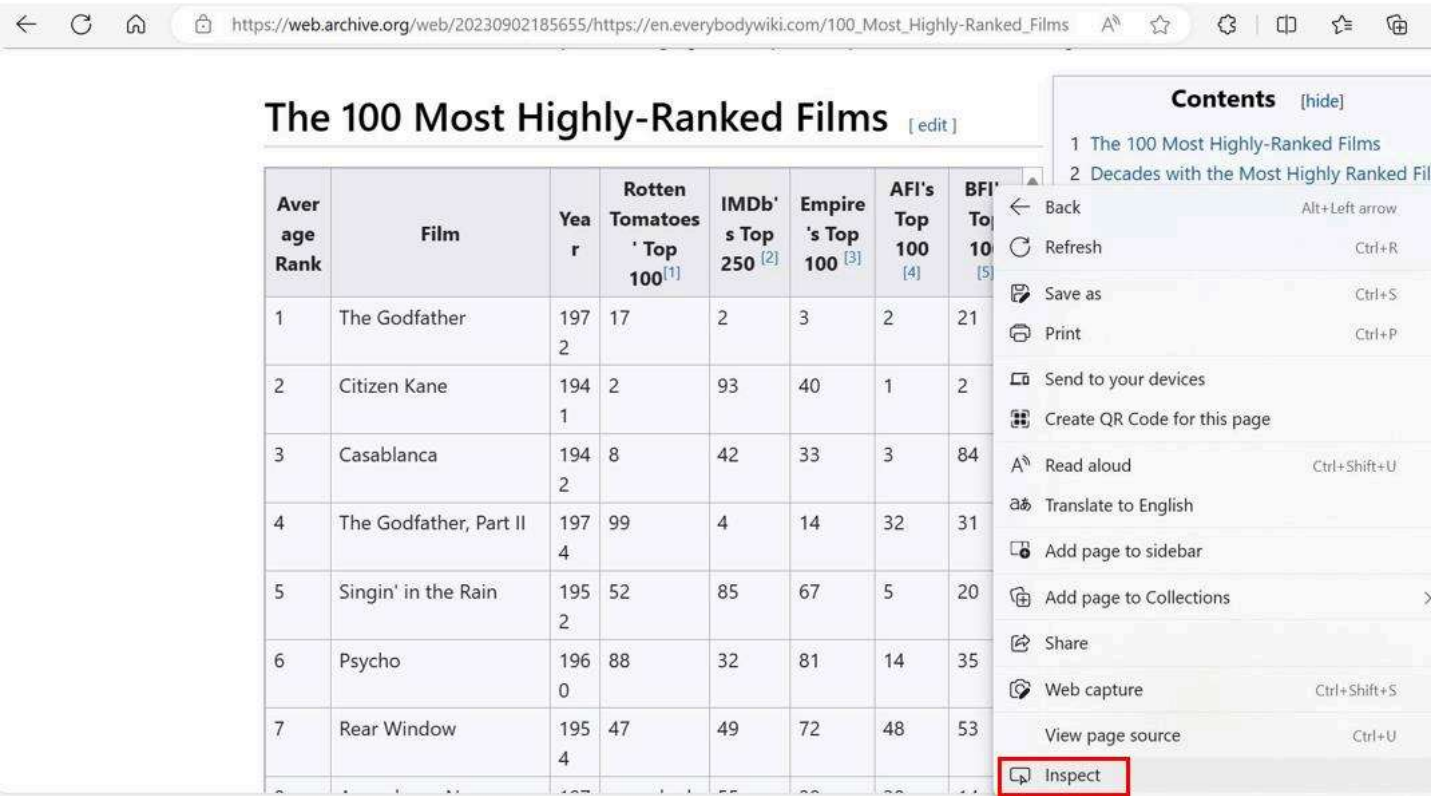 https://web.archive.org/web/20230902185655/https://en.everybodywiki.com/100_Most_Highly-Ranked_Films
The 100 Most Highly-Ranked Films [ edit ]
Contents [hide]
1 The 100 Most Highly-Ranked Films
2 Decades with the Most Highly Ranked Fil
Aver
age
Rank
Film
Yea
r
Rotten
Tomatoes
' Top
100[1]
IMDb'
s Top
250 [2]
Empire
's Top
100 [3]
AFI's
Top
100
[4]
BFI'
To
10
[5]
1 The Godfather 197
2 17 2 3 2 21
2 Citizen Kane 194
1 2 93 40 1 2
3 Casablanca 194
2 8 42 33 3 84
4 The Godfather, Part II 197
4 99 4 14 32 31
5 Singin' in the Rain 195
2 52 85 67 5 20
6 Psycho 196
0 88 32 81 14 35
7 Rear Window 195
4 47 49 72 48 53
Back Alt+Left arrow
Refresh Ctrl+R
Save as Ctrl+S
Print Ctrl+P
Send to your devices
Create QR Code for this page
Read aloud Ctrl+Shift+U
Translate to English
Add page to sidebar
Add page to Collections
Share
Web capture Ctrl+Shift+S
View page source Ctrl+U
Inspect